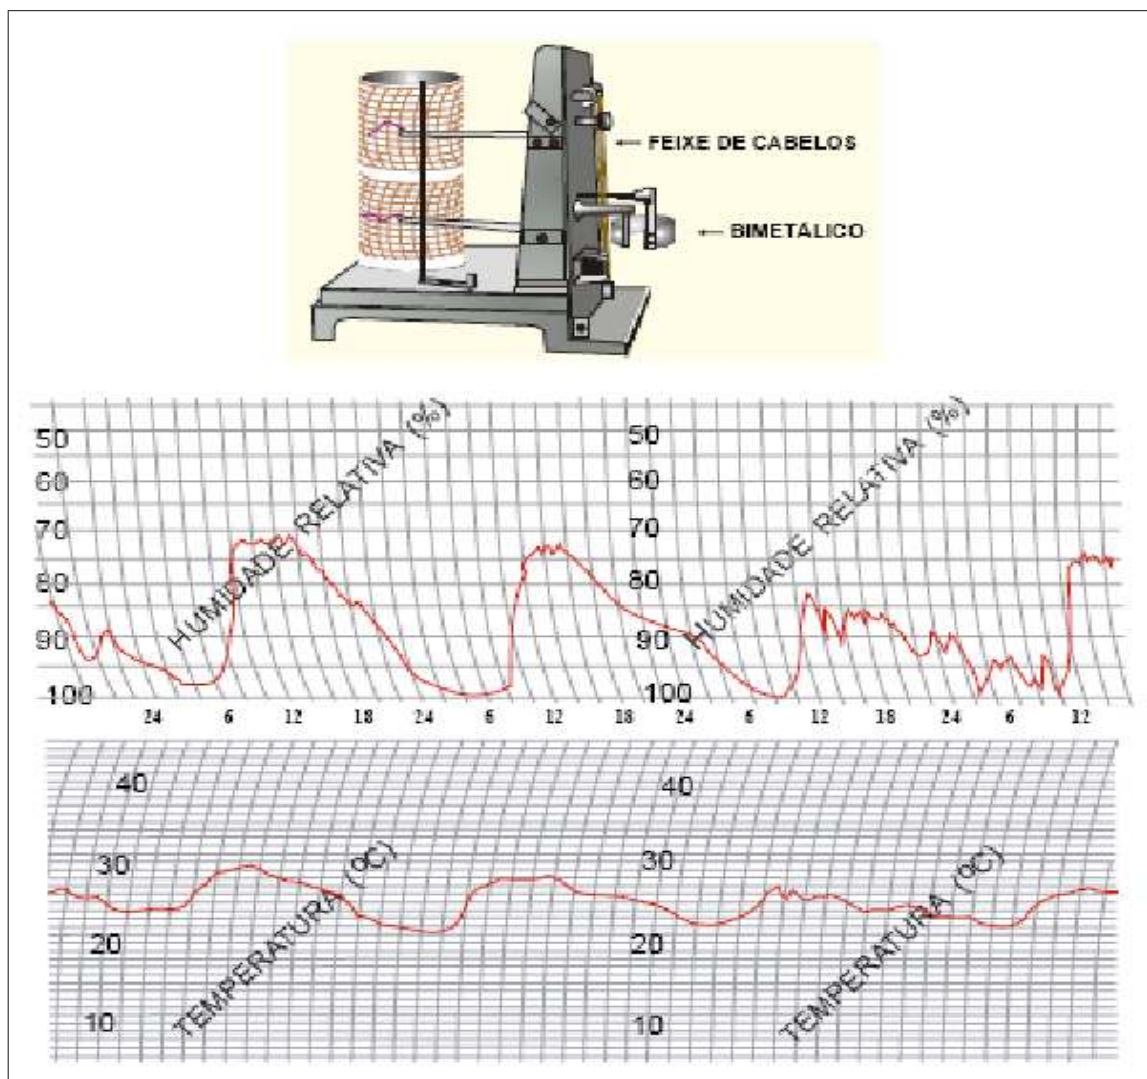 ← FEIXE DE CABELOS
← BIMETÁLICO
50 50
60 60
70 70
80 80
90 90
100 100
HUMIDADE RELATIVA (%) HUMIDADE RELATIVA (%)
24 6 12 18 24 6 12 18 24 6 12 18 24 6 12
40 40
30 30
20 20
10 10
TEMPERATURA (ºC) TEMPERATURA (ºC)